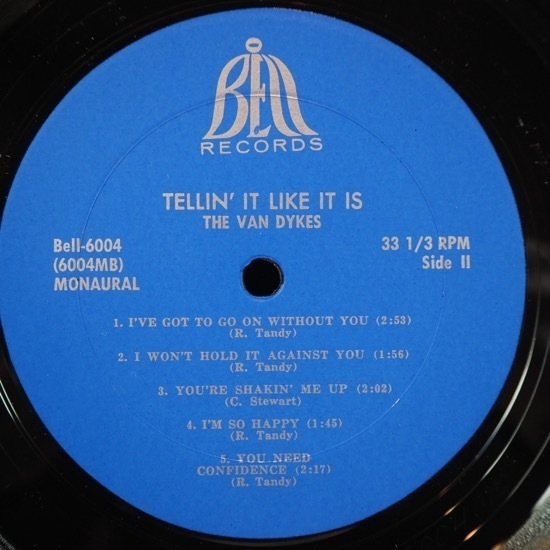 Bell
RECORDS
TELLIN' IT LIKE IT IS
THE VAN DYKES
Bell-6004
(6004MB)
MONAURAL
33 1/3 RPM
Side II
1. I'VE GOT TO GO ON WITHOUT YOU (2:53)
(R. Tandy)
2. I WON'T HOLD IT AGAINST YOU (1:56)
(R. Tandy)
3. YOU'RE SHAKIN' ME UP (2:02)
(C. Stewart)
4. I'M SO HAPPY (1:45)
(R. Tandy)
5. YOU NEED
CONFIDENCE (2:17)
(R. Tandy)